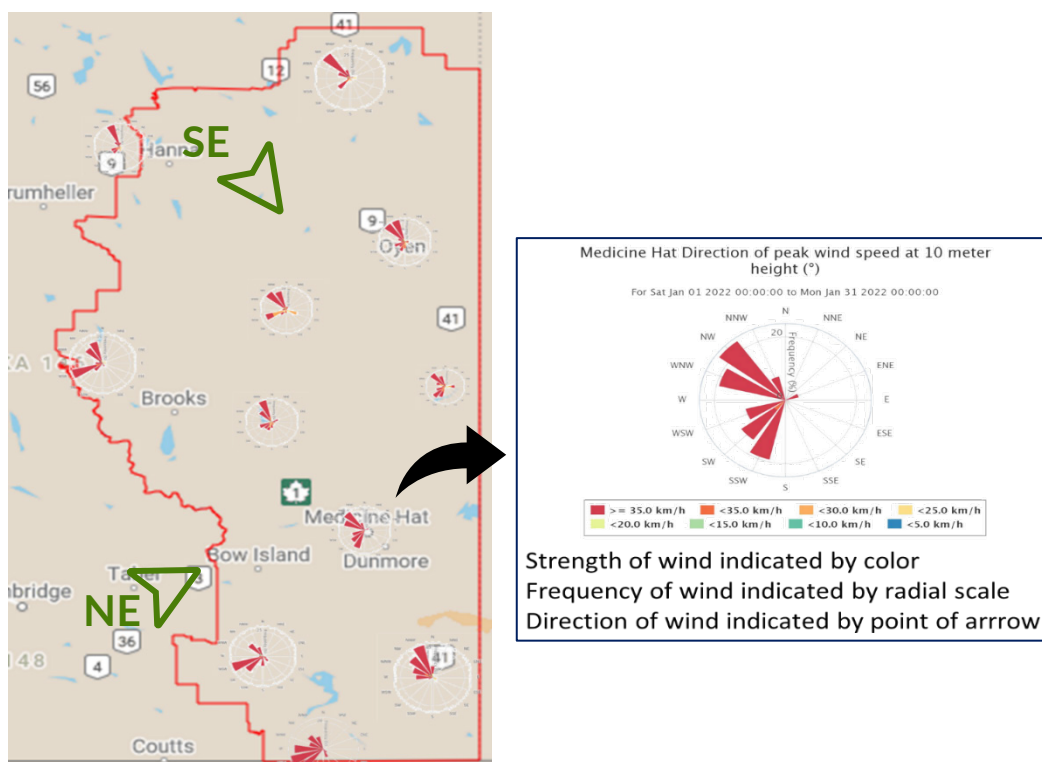 41
12
56
SE
Hanna
9
rumheller
9
Oyen
41
Brooks
1
Medicine Hat
Bow Island
Dunmore
Taber
3
NE
36
4
148
41
Coutts
Medicine Hat Direction of peak wind speed at 10 meter
height (°)
For Sat Jan 01 2022 00:00:00 to Mon Jan 31 2022 00:00:00
N
NNW
NNE
NW
20
NE
Frequency (%)
WNW
ENE
W
E
WSW
ESE
SW
SE
SSW
SSE
S
>= 35.0 km/h <35.0 km/h <30.0 km/h <25.0 km/h
<20.0 km/h <15.0 km/h <10.0 km/h <5.0 km/h
Strength of wind indicated by color
Frequency of wind indicated by radial scale
Direction of wind indicated by point of arrrow